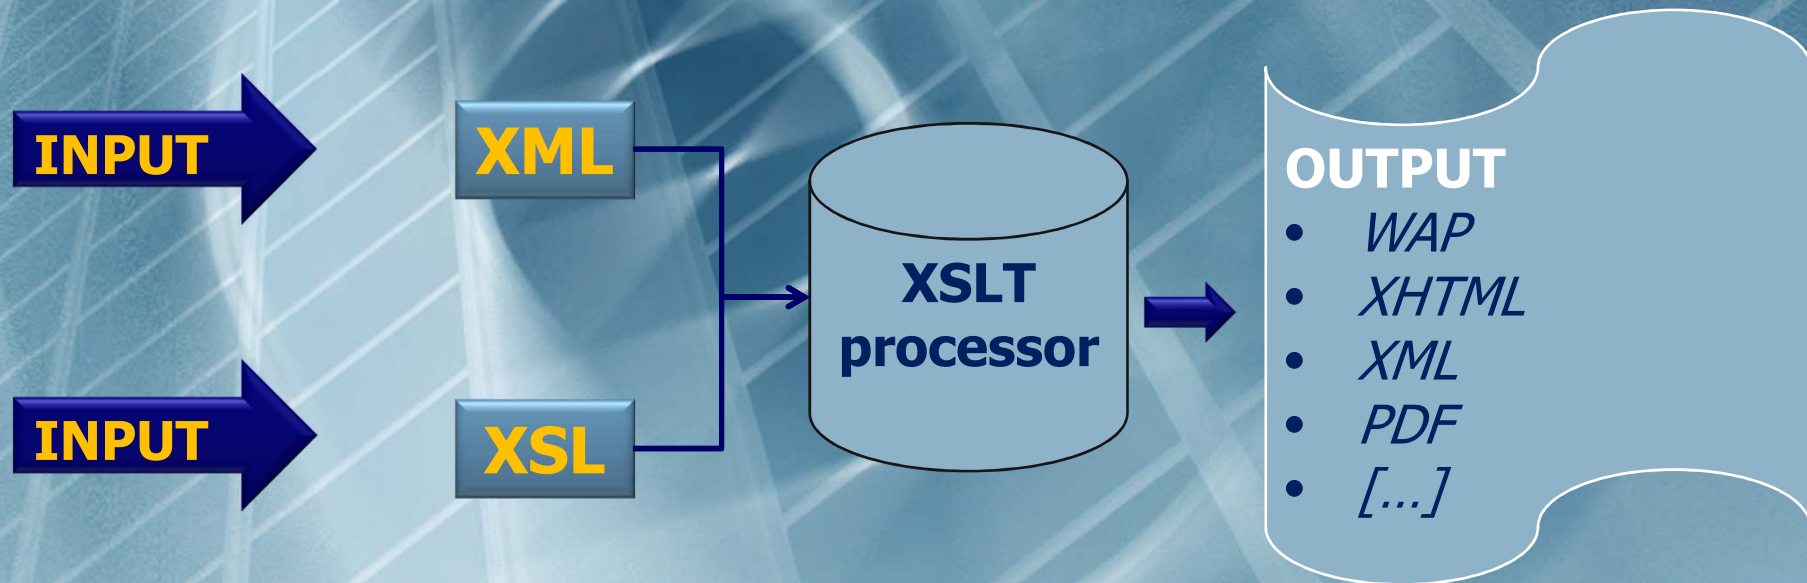 INPUT
XML
INPUT
XSL
XSLT
processor
OUTPUT
• WAP
• XHTML
• XML
• PDF
• [...]